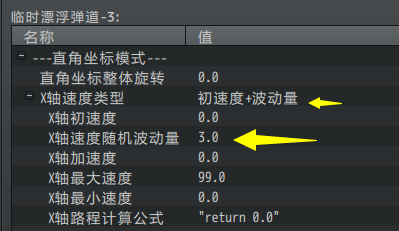 临时漂浮弹道-3:
名称 值
---直角坐标模式---
直角坐标整体旋转 0.0
X轴速度类型 初速度+波动量
X轴初速度 0.0
X轴速度随机波动量 3.0
X轴加速度 0.0
X轴最大速度 99.0
X轴最小速度 0.0
X轴路程计算公式 "return 0.0"